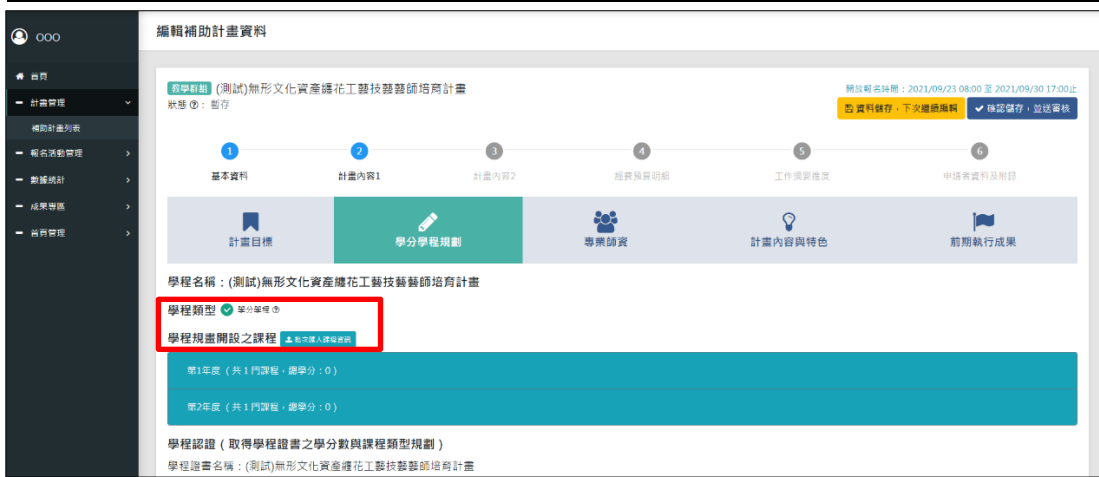 OOO
編輯補助計畫資料
首頁
計畫管理
補助計畫列表
報名活動管理
數據統計
成果專區
首頁管理
教學群組 (測試)無形文化資產纏花工藝技藝藝師培育計畫
狀態 ?: 暫存
開放報名時間:2021/09/23 08:00 至 2021/09/30 17:00止
資料儲存,下次繼續編輯 確認儲存,並送審核
1 2 3 4 5 6
基本資料 計畫內容1 計畫內容2 經費預算明細 工作預定進度 申請者資料及附錄
計畫目標 學分學程規劃 專業師資 計畫內容與特色 前期執行成果
學程名稱:(測試)無形文化資產纏花工藝技藝藝師培育計畫
學程類型 學分學程 ?
學程規畫開設之課程 批次匯入課程資訊
第1年度 (共1門課程,總學分:0)
第2年度 (共1門課程,總學分:0)
學程認證(取得學程證書之學分數與課程類型規劃)
學程證書名稱:(測試)無形文化資產纏花工藝技藝藝師培育計畫